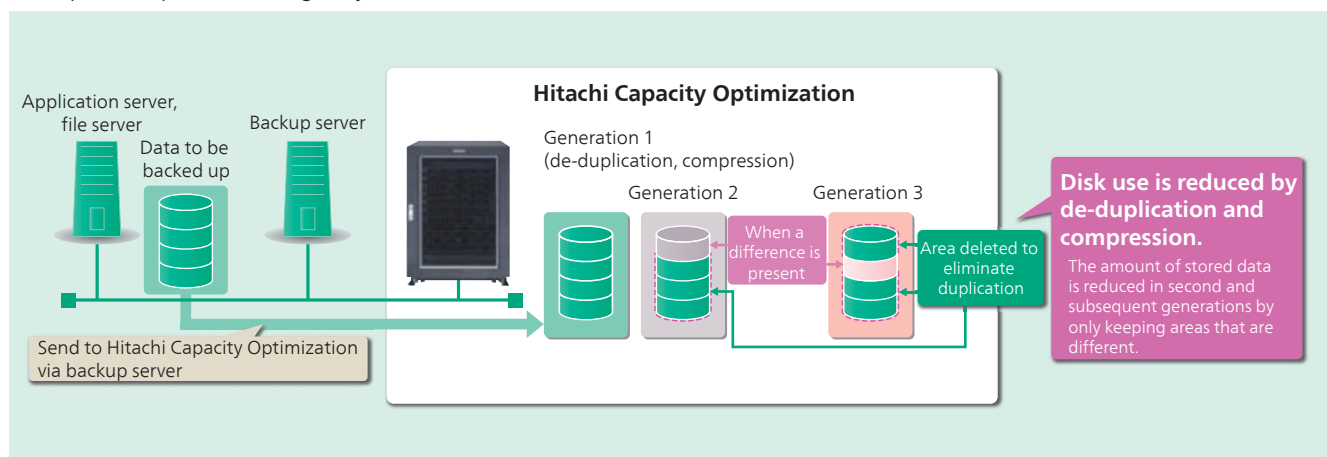 Hitachi Capacity Optimization
Application server,
file server
Data to be
backed up
Backup server
Generation 1
(de-duplication, compression)
Generation 2
Generation 3
When a
difference is
present
Area deleted to
eliminate
duplication
Disk use is reduced by
de-duplication and
compression.
The amount of stored data
is reduced in second and
subsequent generations by
only keeping areas that are
different.
Send to Hitachi Capacity Optimization
via backup server